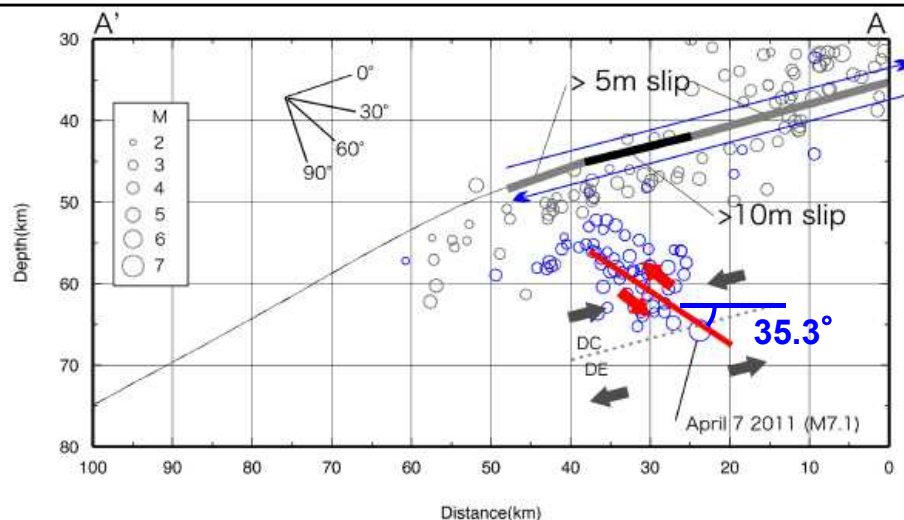 A'
A
30
40
50
60
70
80
Depth(km)
M
2
3
4
5
6
7
0°
30°
60°
90°
> 5m slip
>10m slip
35.3°
DC
DE
April 7 2011 (M7.1)
100
90
80
70
60
50
40
30
20
10
0
Distance(km)